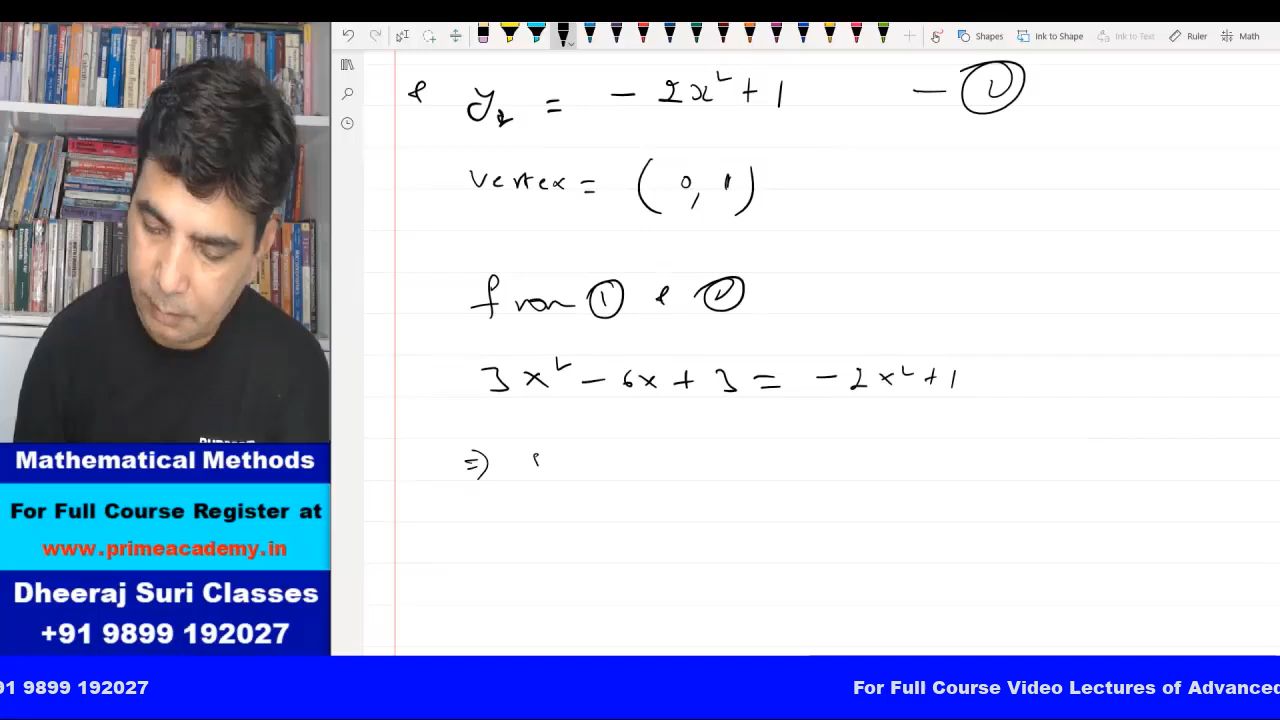 Shapes Ink to Shape Ink to Text Ruler Math
& y₂ = - 2x² + 1 — ②
vertex = (0, 1)
from ① & ②
3x² - 6x + 3 = - 2x² + 1
⇒
Mathematical Methods
For Full Course Register at
www.primeacademy.in
Dheeraj Suri Classes
+91 9899 192027
91 9899 192027 For Full Course Video Lectures of Advanced